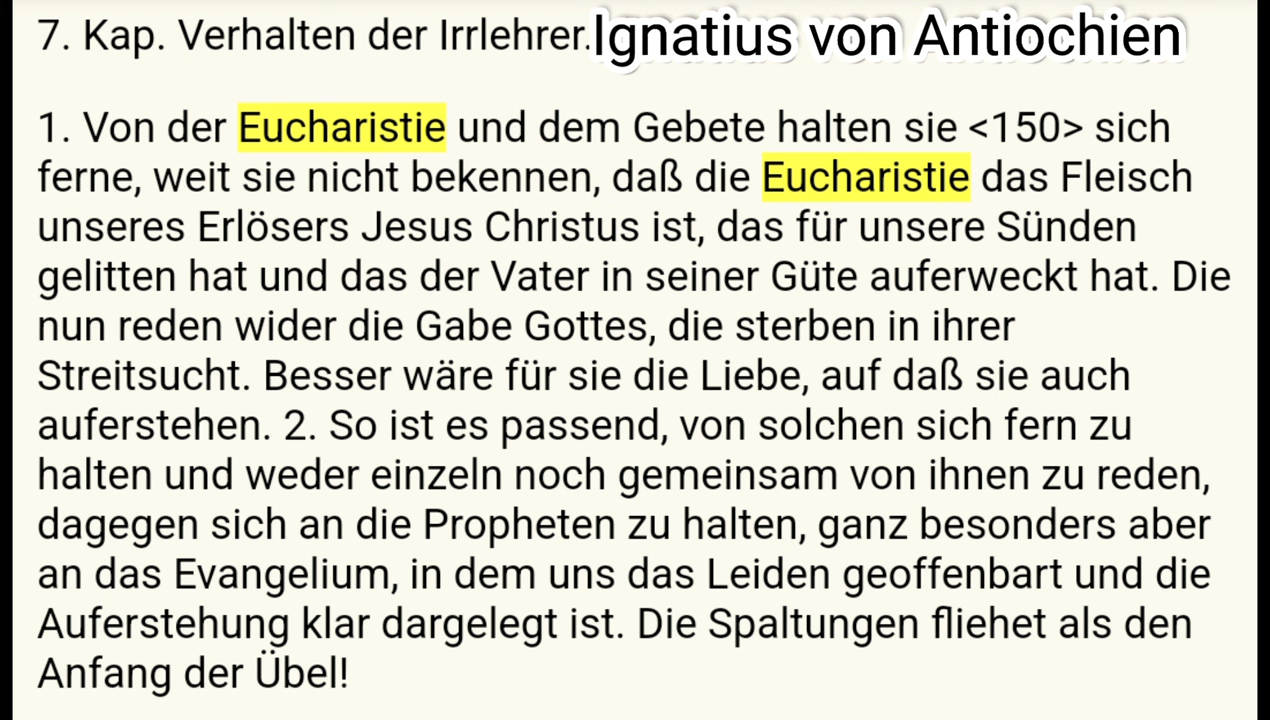 7. Kap. Verhalten der Irrlehrer. Ignatius von Antiochien
1. Von der Eucharistie und dem Gebete halten sie <150> sich
ferne, weit sie nicht bekennen, daß die Eucharistie das Fleisch
unseres Erlösers Jesus Christus ist, das für unsere Sünden
gelitten hat und das der Vater in seiner Güte auferweckt hat. Die
nun reden wider die Gabe Gottes, die sterben in ihrer
Streitsucht. Besser wäre für sie die Liebe, auf daß sie auch
auferstehen. 2. So ist es passend, von solchen sich fern zu
halten und weder einzeln noch gemeinsam von ihnen zu reden,
dagegen sich an die Propheten zu halten, ganz besonders aber
an das Evangelium, in dem uns das Leiden geoffenbart und die
Auferstehung klar dargelegt ist. Die Spaltungen fliehet als den
Anfang der Übel!